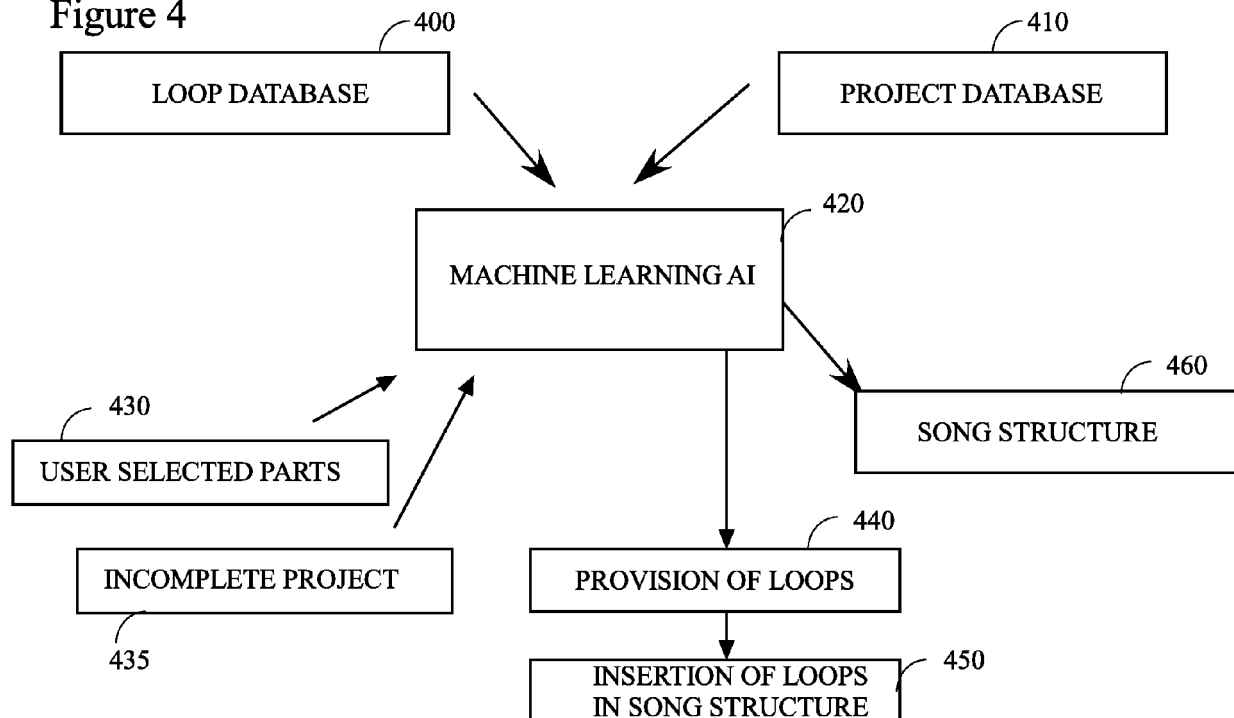 Figure 4
400
410
LOOP DATABASE
PROJECT DATABASE
420
MACHINE LEARNING AI
460
430
SONG STRUCTURE
USER SELECTED PARTS
440
INCOMPLETE PROJECT
PROVISION OF LOOPS
435
450
INSERTION OF LOOPS
IN SONG STRUCTURE